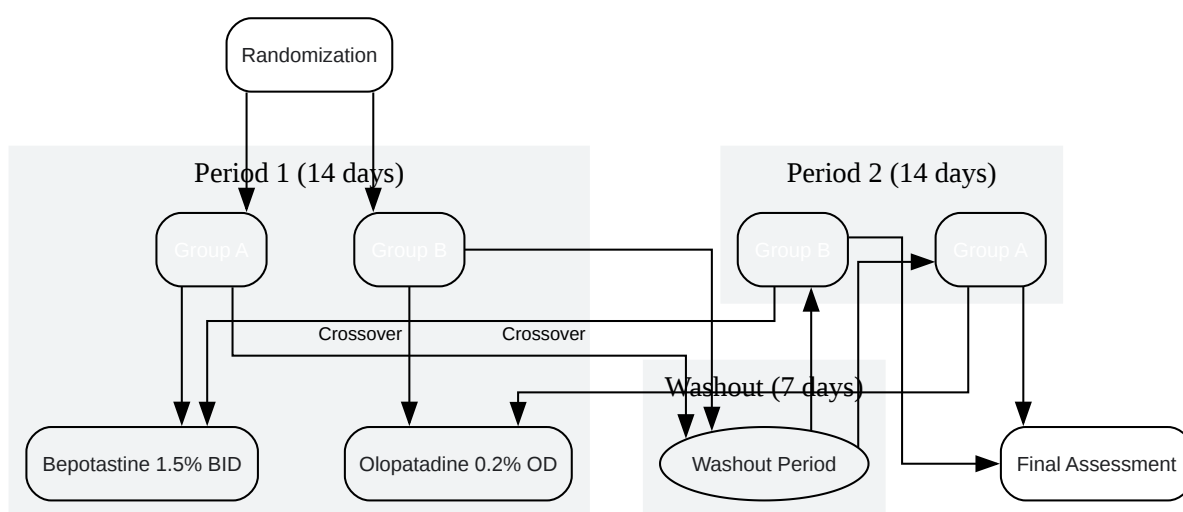 Randomization
Period 1 (14 days)
Period 2 (14 days)
Group A
Group B
Group B
Group A
Crossover
Crossover
Washout (7 days)
Bepotastine 1.5% BID
Olopatadine 0.2% OD
Washout Period
Final Assessment